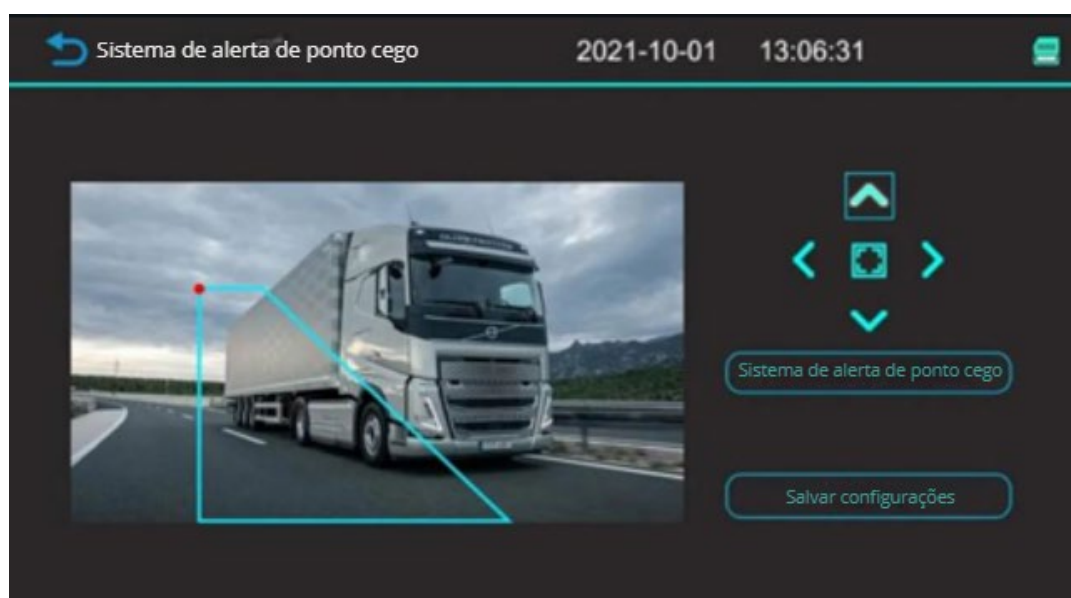 Sistema de alerta de ponto cego 2021-10-01 13:06:31
Sistema de alerta de ponto cego
Salvar configurações